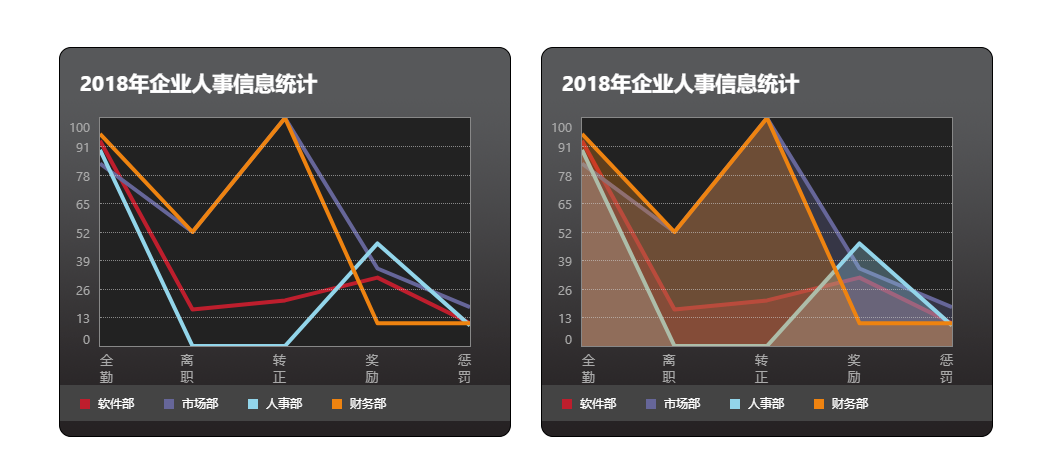 2018年企业人事信息统计
100
91
78
65
52
39
26
13
0
全勤
离职
转正
奖励
惩罚
软件部
市场部
人事部
财务部
2018年企业人事信息统计
100
91
78
65
52
39
26
13
0
全勤
离职
转正
奖励
惩罚
软件部
市场部
人事部
财务部